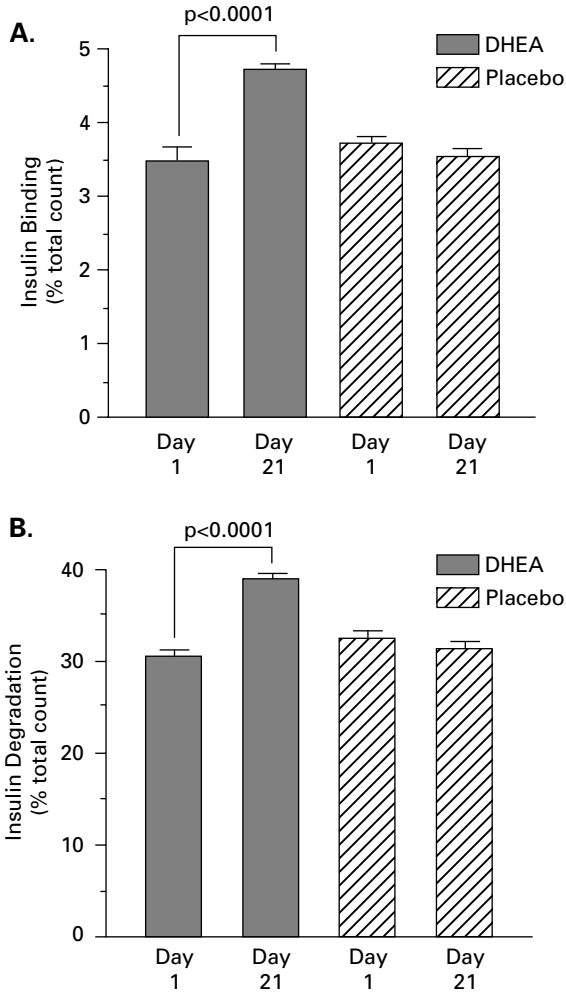 A.
p<0.0001
DHEA
Placebo
5
4
3
2
1
0
Insulin Binding
(% total count)
Day
1
Day
21
Day
1
Day
21
B.
p<0.0001
DHEA
Placebo
40
30
20
10
0
Insulin Degradation
(% total count)
Day
1
Day
21
Day
1
Day
21